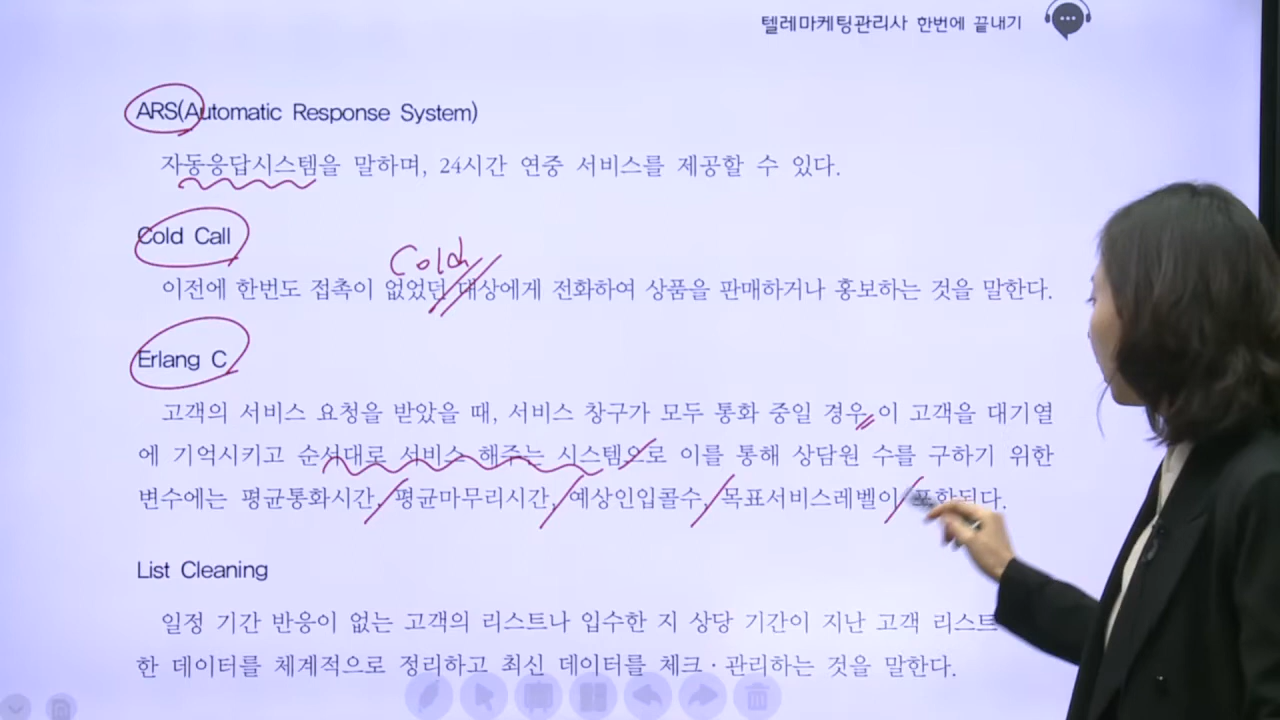 텔레마케팅관리사 한번에 끝내기
ARS(Automatic Response System)
자동응답시스템을 말하며, 24시간 연중 서비스를 제공할 수 있다.
Cold Call
Cold
이전에 한번도 접촉이 없었던 대상에게 전화하여 상품을 판매하거나 홍보하는 것을 말한다.
Erlang C
고객의 서비스 요청을 받았을 때, 서비스 창구가 모두 통화 중일 경우 이 고객을 대기열
에 기억시키고 순서대로 서비스 해주는 시스템으로 이를 통해 상담원 수를 구하기 위한
변수에는 평균통화시간, 평균마무리시간, 예상인입콜수, 목표서비스레벨이 포함된다.
List Cleaning
일정 기간 반응이 없는 고객의 리스트나 입수한 지 상당 기간이 지난 고객 리스트
한 데이터를 체계적으로 정리하고 최신 데이터를 체크·관리하는 것을 말한다.